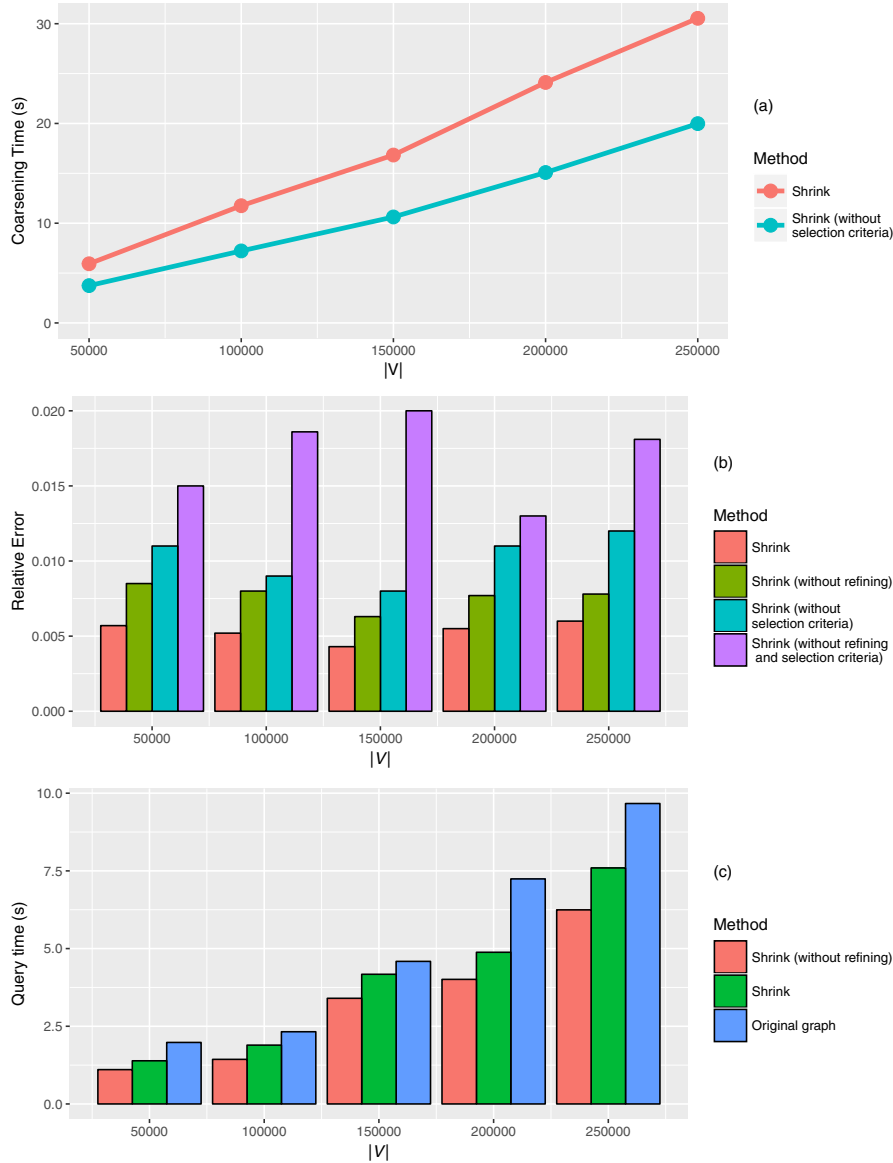 30
20
10
0
Coarsening Time (s)
50000
100000
150000
200000
250000
|V|
(a)
Method
Shrink
Shrink (without
selection criteria)
0.020
0.015
0.010
0.005
0.000
Relative Error
50000
100000
150000
200000
250000
|V|
(b)
Method
Shrink
Shrink (without refining)
Shrink (without
selection criteria)
Shrink (without refining
and selection criteria)
10.0
7.5
5.0
2.5
0.0
Query time (s)
50000
100000
150000
200000
250000
|V|
(c)
Method
Shrink (without refining)
Shrink
Original graph